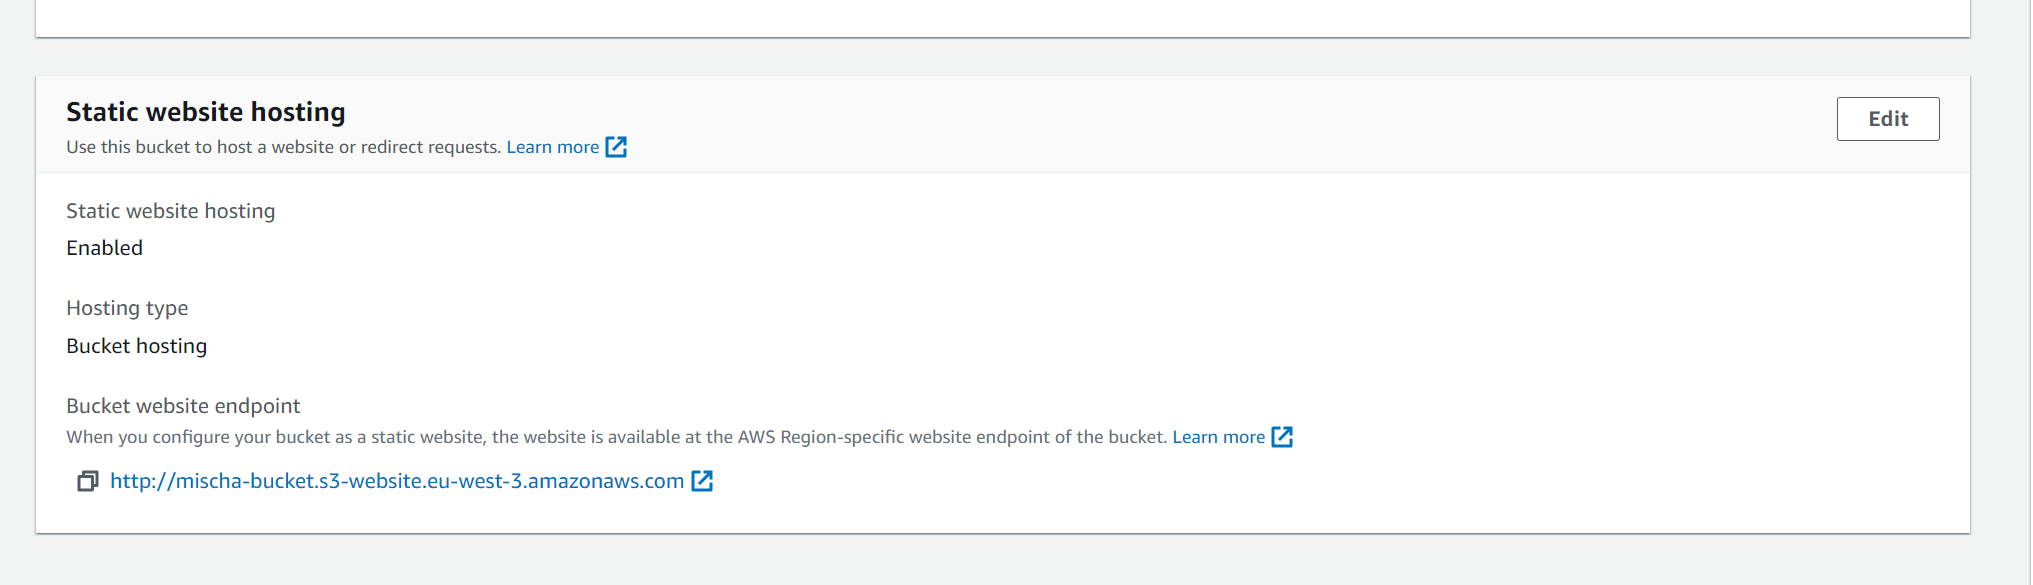 Static website hosting
Edit
Use this bucket to host a website or redirect requests. Learn more
Static website hosting
Enabled
Hosting type
Bucket hosting
Bucket website endpoint
When you configure your bucket as a static website, the website is available at the AWS Region-specific website endpoint of the bucket. Learn more
http://mischa-bucket.s3-website.eu-west-3.amazonaws.com